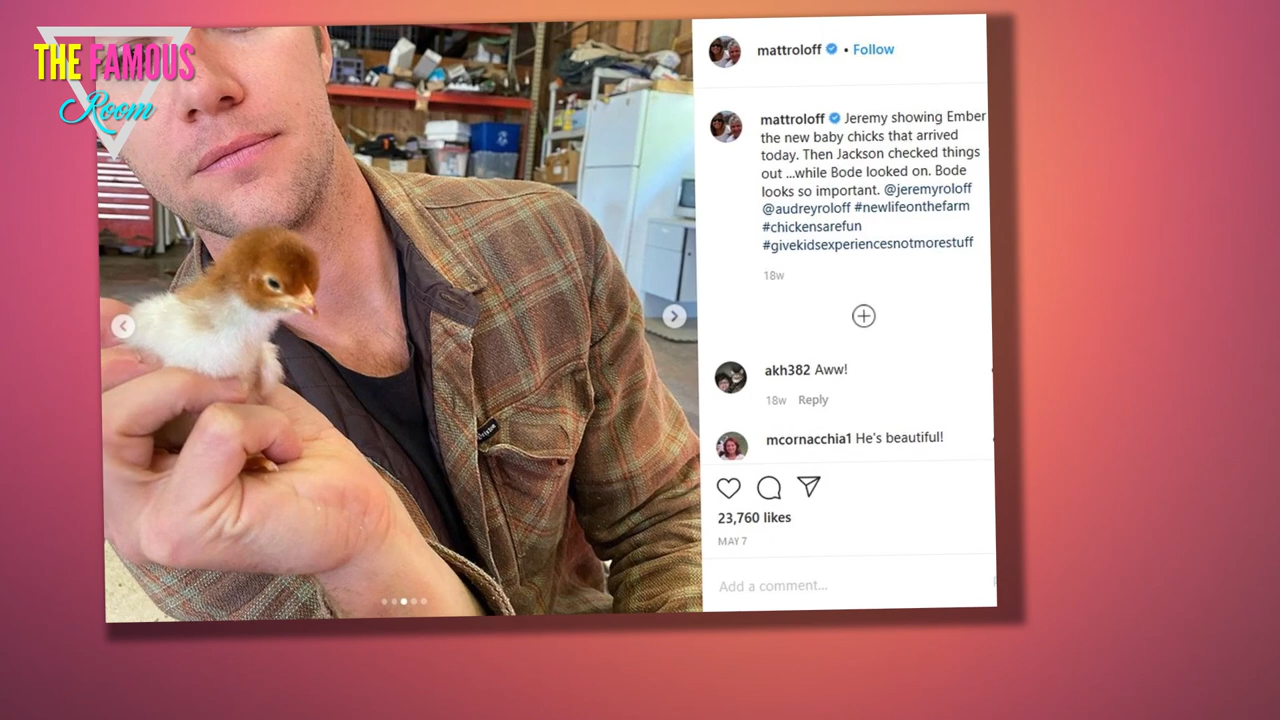 THE FAMOUS
Room
mattroloff • Follow
mattroloff Jeremy showing Ember
the new baby chicks that arrived
today. Then Jackson checked things
out ...while Bode looked on. Bode
looks so important. @jeremyroloff
@audreyroloff #newlifeonthefarm
#chickensarefun
#givekidsexperiencesnotmorestuff
18w
akh382 Aww!
18w Reply
mcornacchia1 He's beautiful!
23,760 likes
MAY 7
Add a comment...